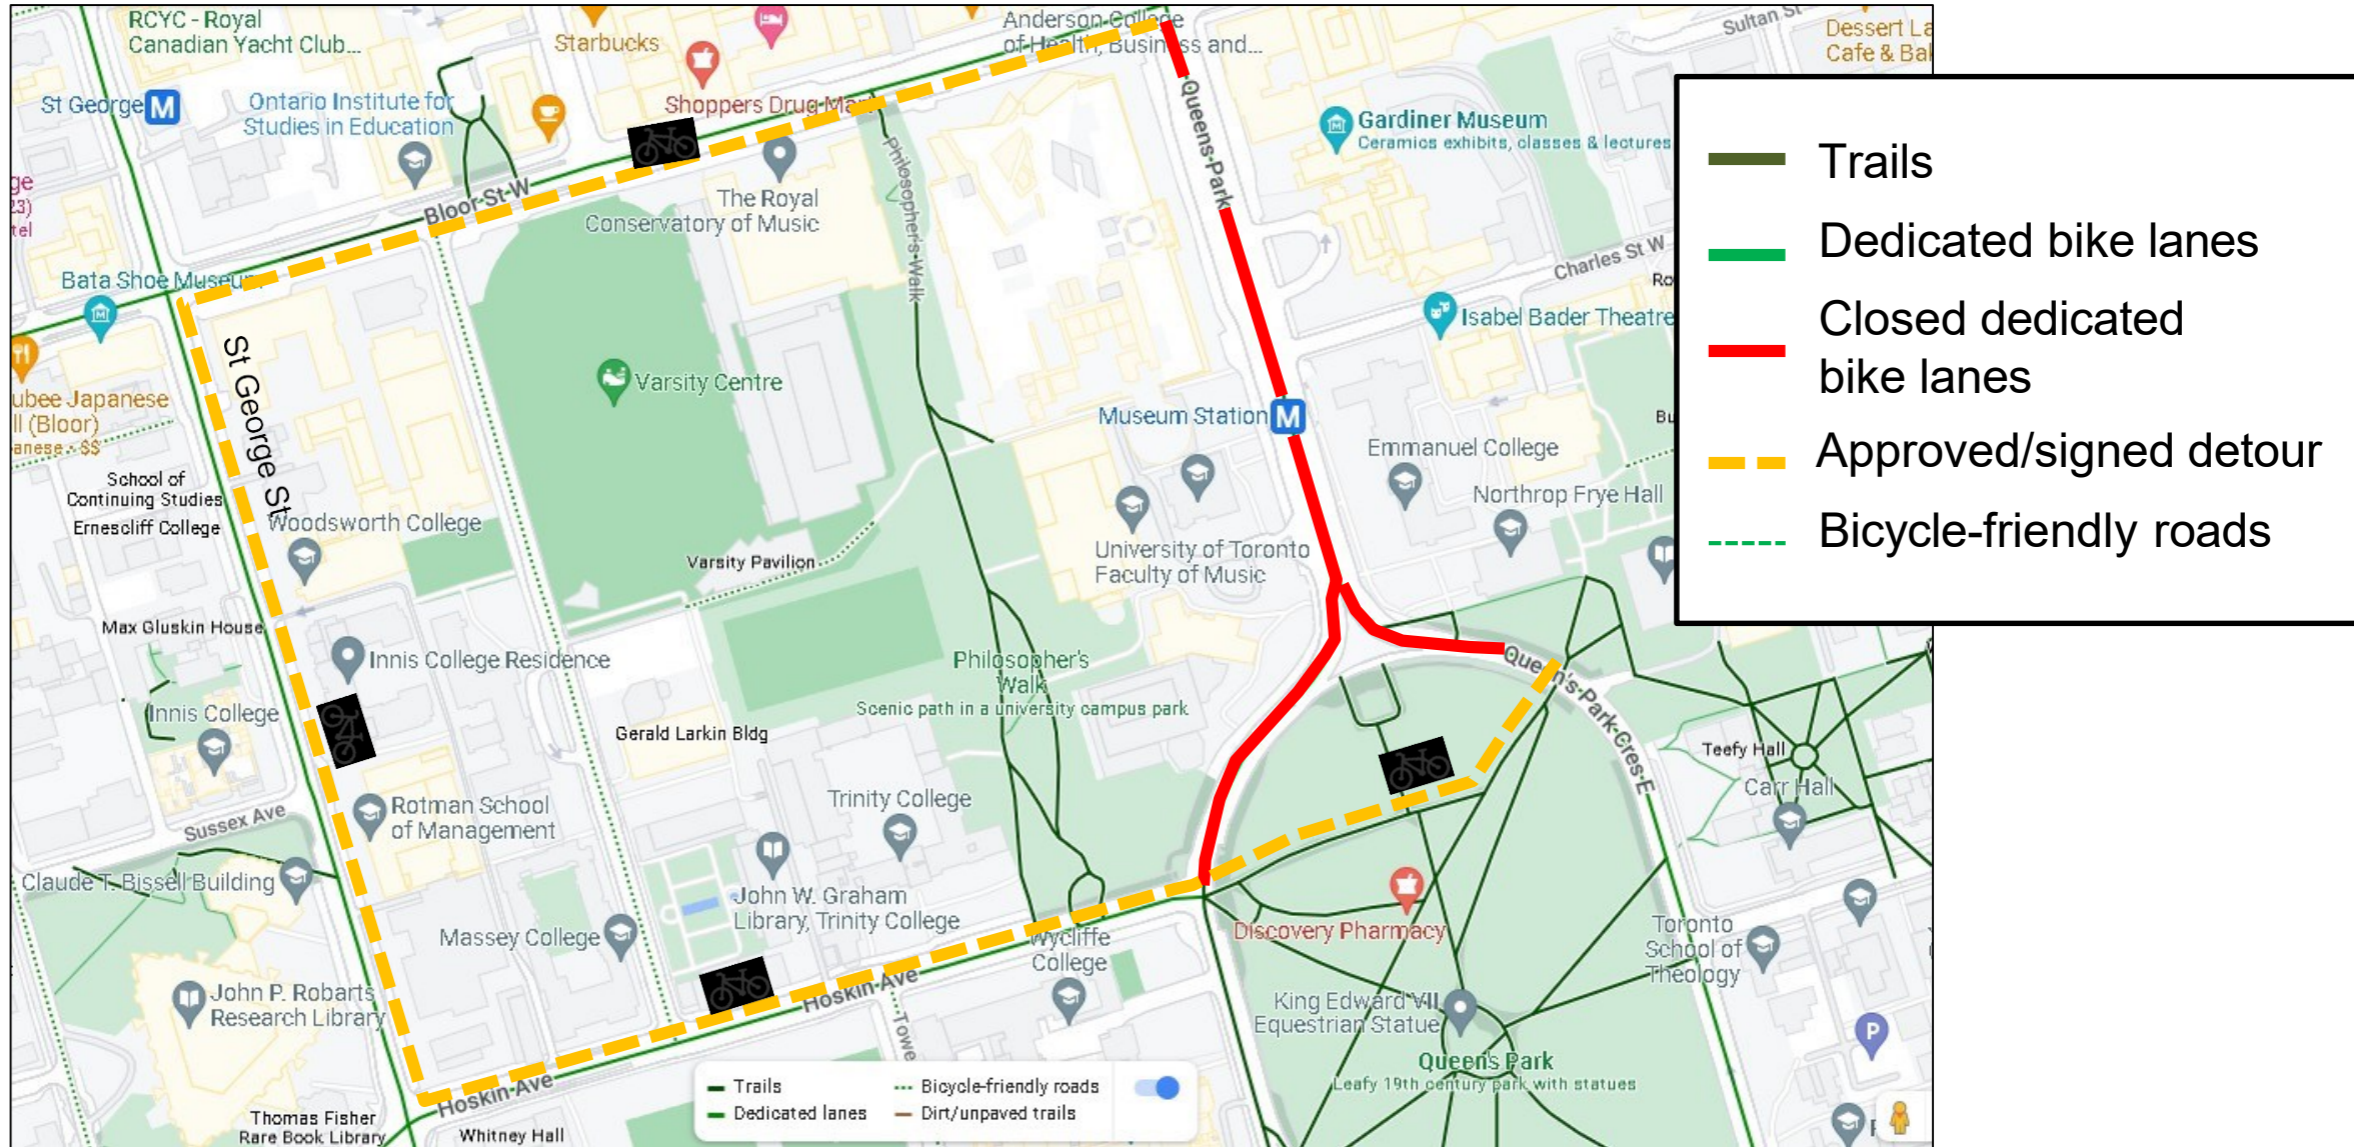 RCYC - Royal
Canadian Yacht Club...
Starbucks
Anderson College
of Health, Business and...
Sultan St
Dessert La
Cafe & Bak
St George
M
Ontario Institute for
Studies in Education
Shoppers Drug Mart
Queens Park
Gardiner Museum
Ceramics exhibits, classes & lectures
Philosopher's Walk
Bloor St W
The Royal
Conservatory of Music
Charles St W
Bata Shoe Museum
Isabel Bader Theatre
St George St
Varsity Centre
ubee Japanese
ll (Bloor)
anese · $$
Museum Station
M
Emmanuel College
School of
Continuing Studies
Ernescliff College
Woodsworth College
Northrop Frye Hall
Varsity Pavilion
University of Toronto
Faculty of Music
Max Gluskin House
Innis College Residence
Philosopher's
Walk
Scenic path in a university campus park
Queen's Park Cres E
Innis College
Gerald Larkin Bldg
Teefy Hall
Carr Hall
Sussex Ave
Rotman School
of Management
Trinity College
Claude T. Bissell Building
John W. Graham
Library, Trinity College
Massey College
Wycliffe
College
Discovery Pharmacy
Toronto
School of
Theology
John P. Robarts
Research Library
Hoskin Ave
Towe
King Edward VII
Equestrian Statue
P
Queen's Park
Leafy 19th century park with statues
Hoskin Ave
Thomas Fisher
Rare Book Library
Whitney Hall
Trails
Bicycle-friendly roads
Dedicated lanes
Dirt/unpaved trails
Trails
Dedicated bike lanes
Closed dedicated
bike lanes
Approved/signed detour
Bicycle-friendly roads